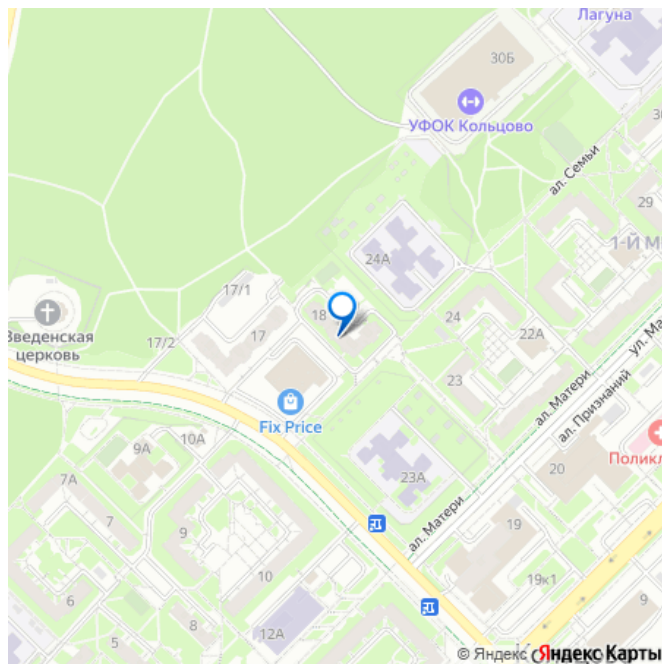 Лагуна
30Б
УФОК Кольцово
ал. Семьи
29
1-Й М
24А
17/1
18
24
22А
17
Введенская
церковь
17/2
23
ул. Ма
ал. Матери
ал. Признаний
Fix Price
10А
9А
Поликл
20
7А
23А
7
9
ал. Матери
19
10
19к1
6
8
12А
9
5
© Яндекс Яндекс Карты